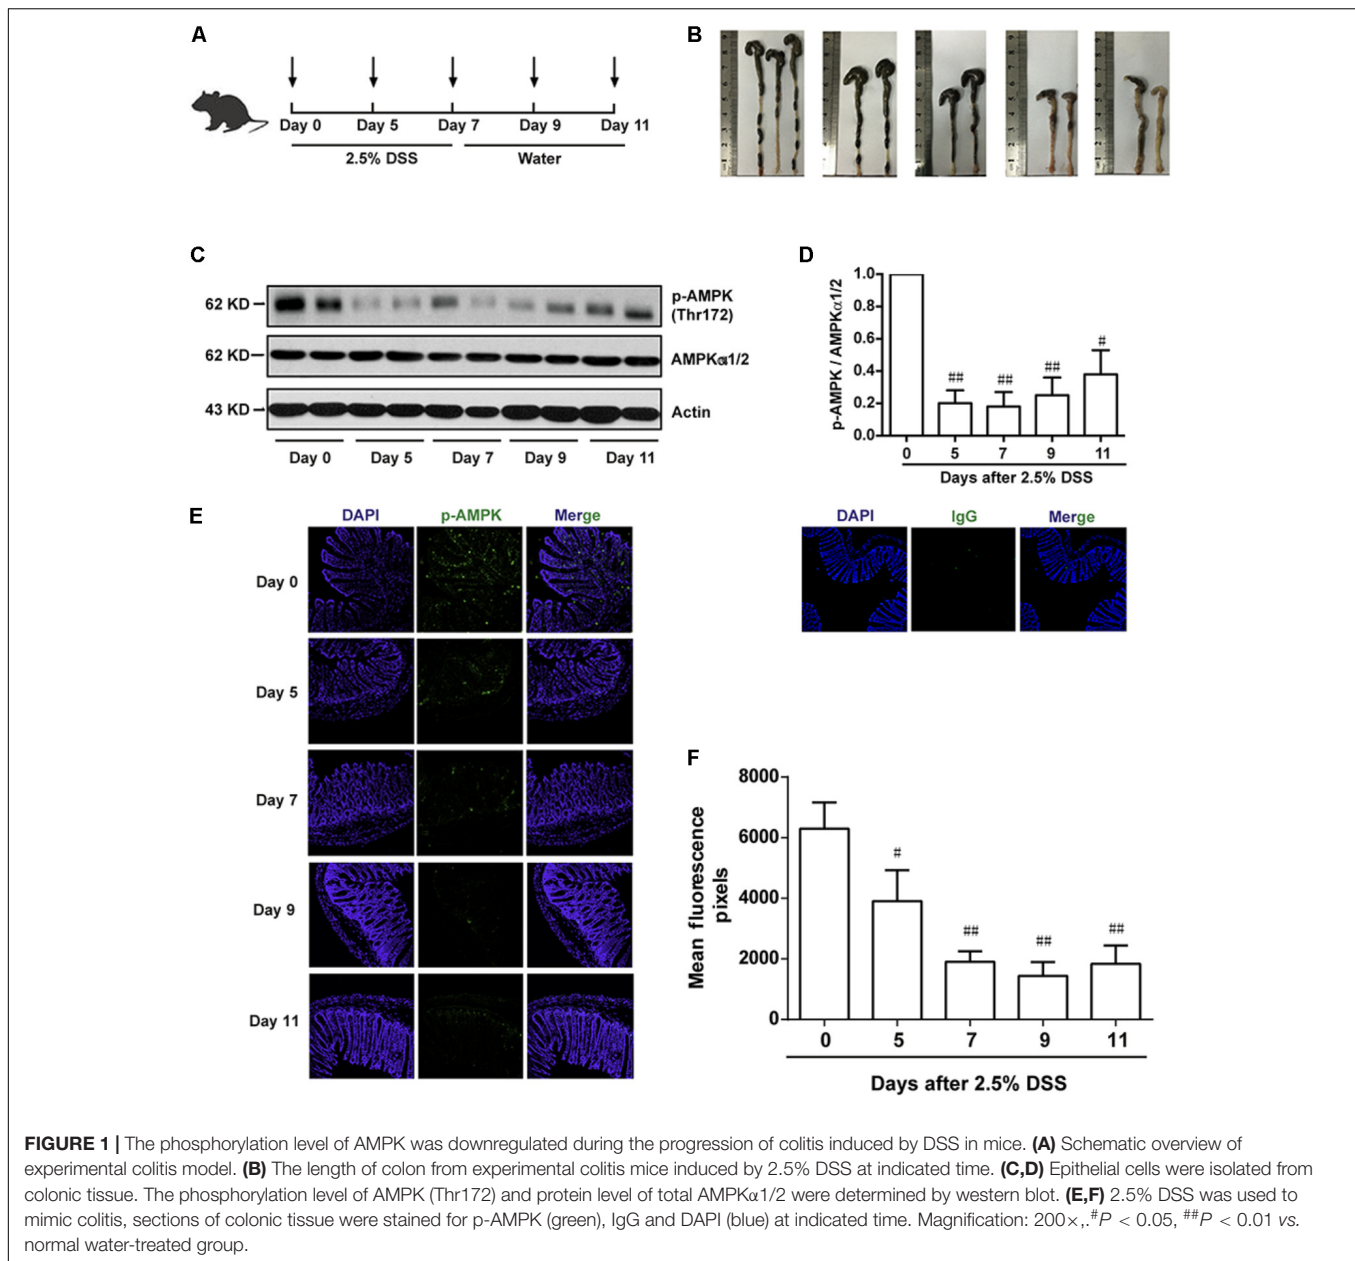 A
Day 0 Day 5 Day 7 Day 9 Day 11
2.5% DSS Water
B
C
62 KD
p-AMPK
(Thr172)
62 KD
AMPKα1/2
43 KD
Actin
Day 0 Day 5 Day 7 Day 9 Day 11
D
p-AMPK / AMPKα1/2
1.0
0.8
0.6
0.4
0.2
0.0
## ## ## #
0 5 7 9 11
Days after 2.5% DSS
E
DAPI p-AMPK Merge
Day 0
Day 5
Day 7
Day 9
Day 11
DAPI IgG Merge
F
Mean fluorescence
pixels
8000
6000
4000
2000
0
# ## ## ##
0 5 7 9 11
Days after 2.5% DSS
FIGURE 1 | The phosphorylation level of AMPK was downregulated during the progression of colitis induced by DSS in mice. (A) Schematic overview of
experimental colitis model. (B) The length of colon from experimental colitis mice induced by 2.5% DSS at indicated time. (C,D) Epithelial cells were isolated from
colonic tissue. The phosphorylation level of AMPK (Thr172) and protein level of total AMPKα1/2 were determined by western blot. (E,F) 2.5% DSS was used to
mimic colitis, sections of colonic tissue were stained for p-AMPK (green), IgG and DAPI (blue) at indicated time. Magnification: 200×,.#P < 0.05, ##P < 0.01 vs.
normal water-treated group.